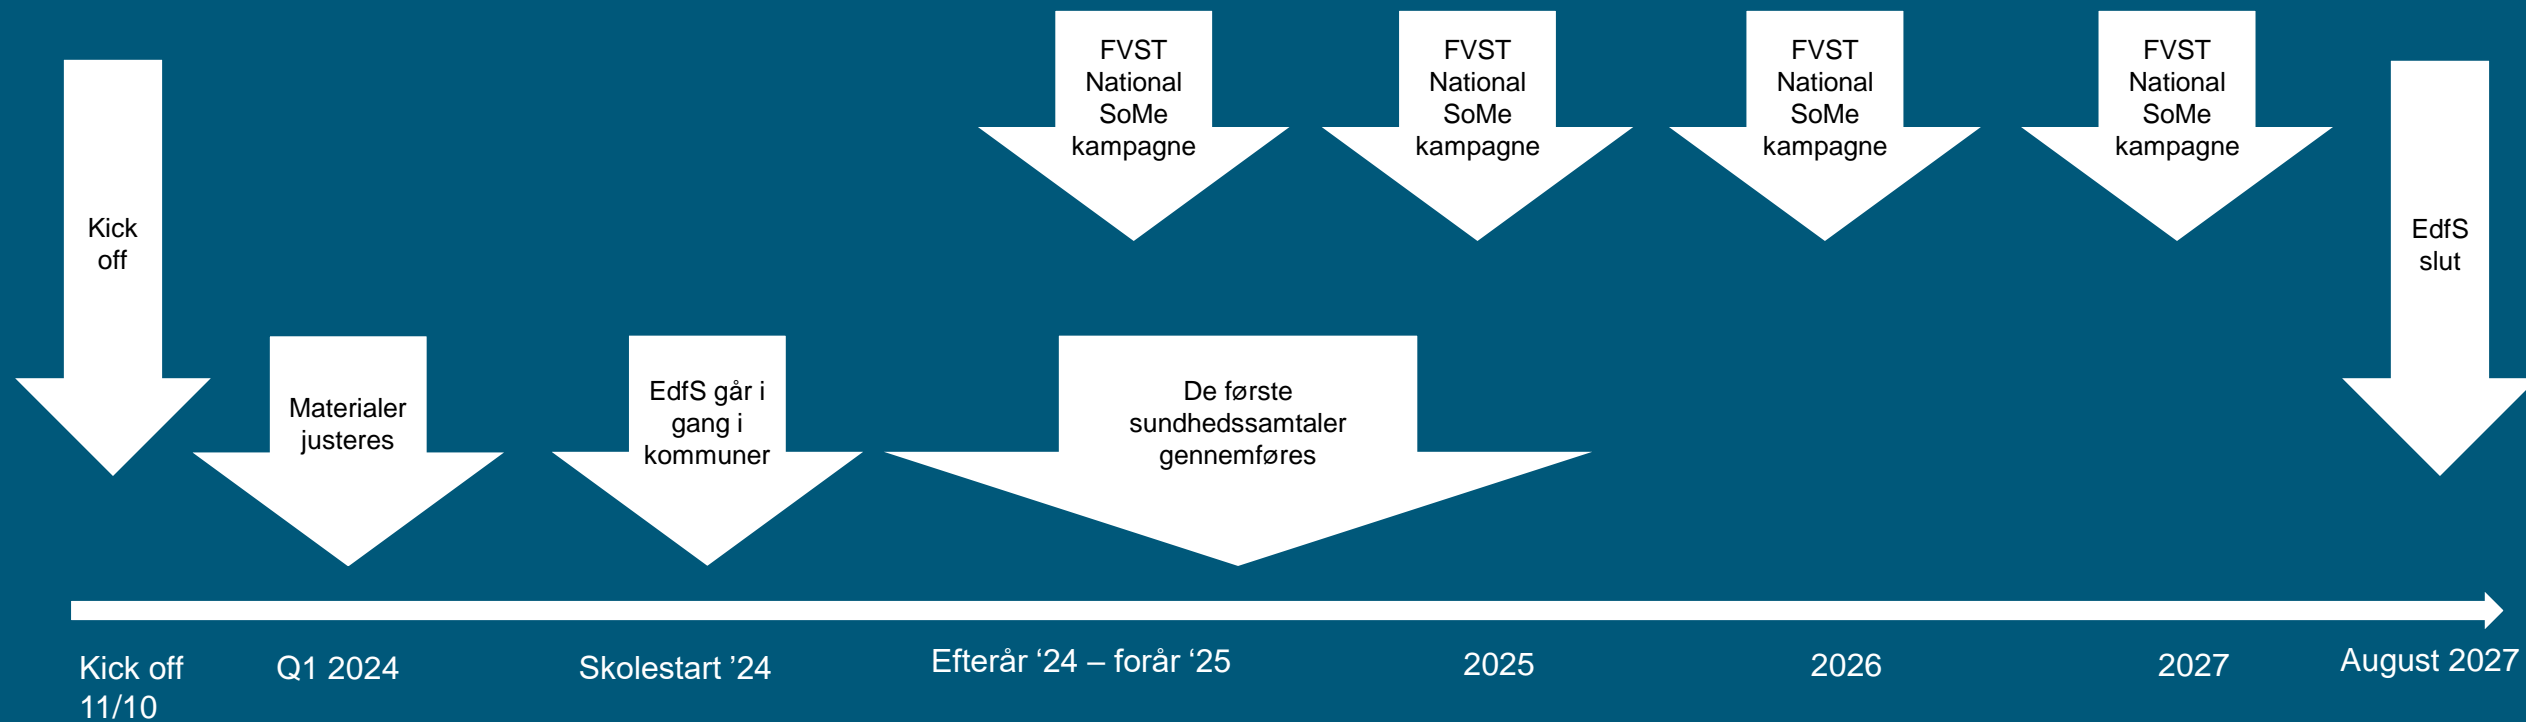 FVST
National
SoMe
kampagne
FVST
National
SoMe
kampagne
FVST
National
SoMe
kampagne
FVST
National
SoMe
kampagne
Kick
off
EdfS
slut
Materialer
justeres
EdfS går i
gang i
kommuner
De første
sundhedssamtaler
gennemføres
Kick off
11/10
Q1 2024
Skolestart ’24
Efterår ‘24 – forår ‘25
2025
2026
2027
August 2027